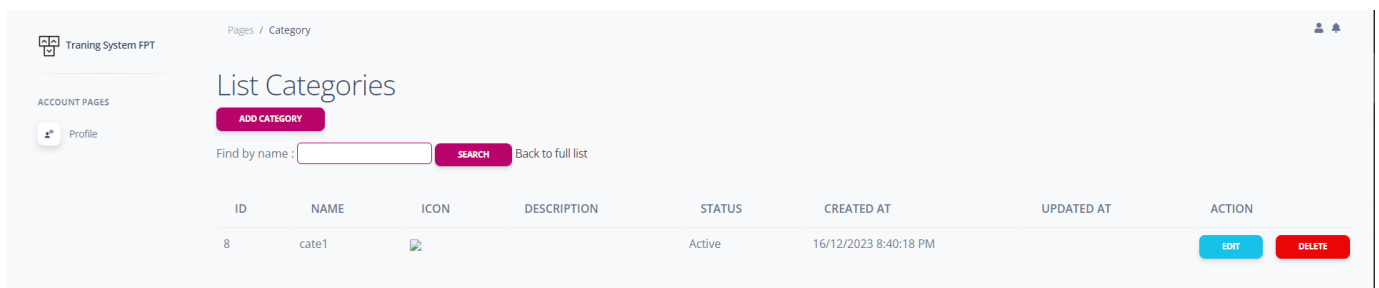 Traning System FPT
Pages / Category
ACCOUNT PAGES
Profile
List Categories
ADD CATEGORY
Find by name : SEARCH Back to full list
ID NAME ICON DESCRIPTION STATUS CREATED AT UPDATED AT ACTION
8 cate1 Active 16/12/2023 8:40:18 PM EDIT DELETE